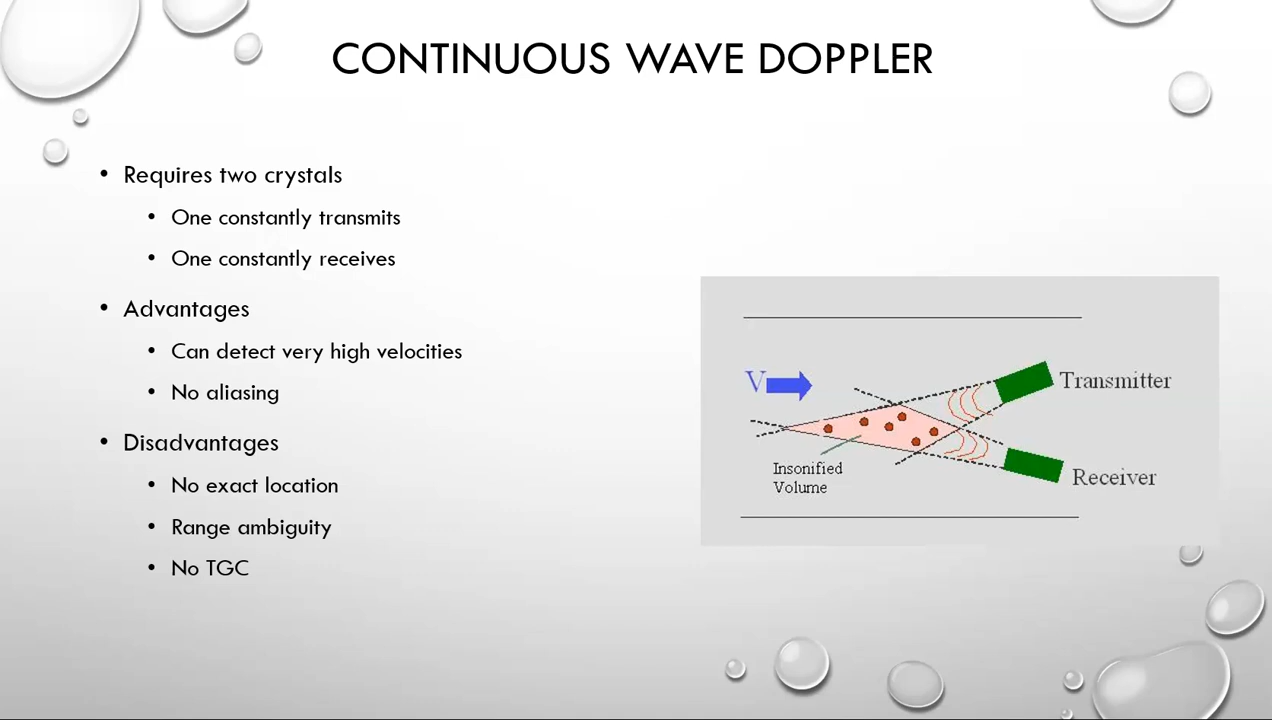 CONTINUOUS WAVE DOPPLER
• Requires two crystals
• One constantly transmits
• One constantly receives
• Advantages
• Can detect very high velocities
• No aliasing
• Disadvantages
• No exact location
• Range ambiguity
• No TGC
V
Transmitter
Insonified
Volume
Receiver